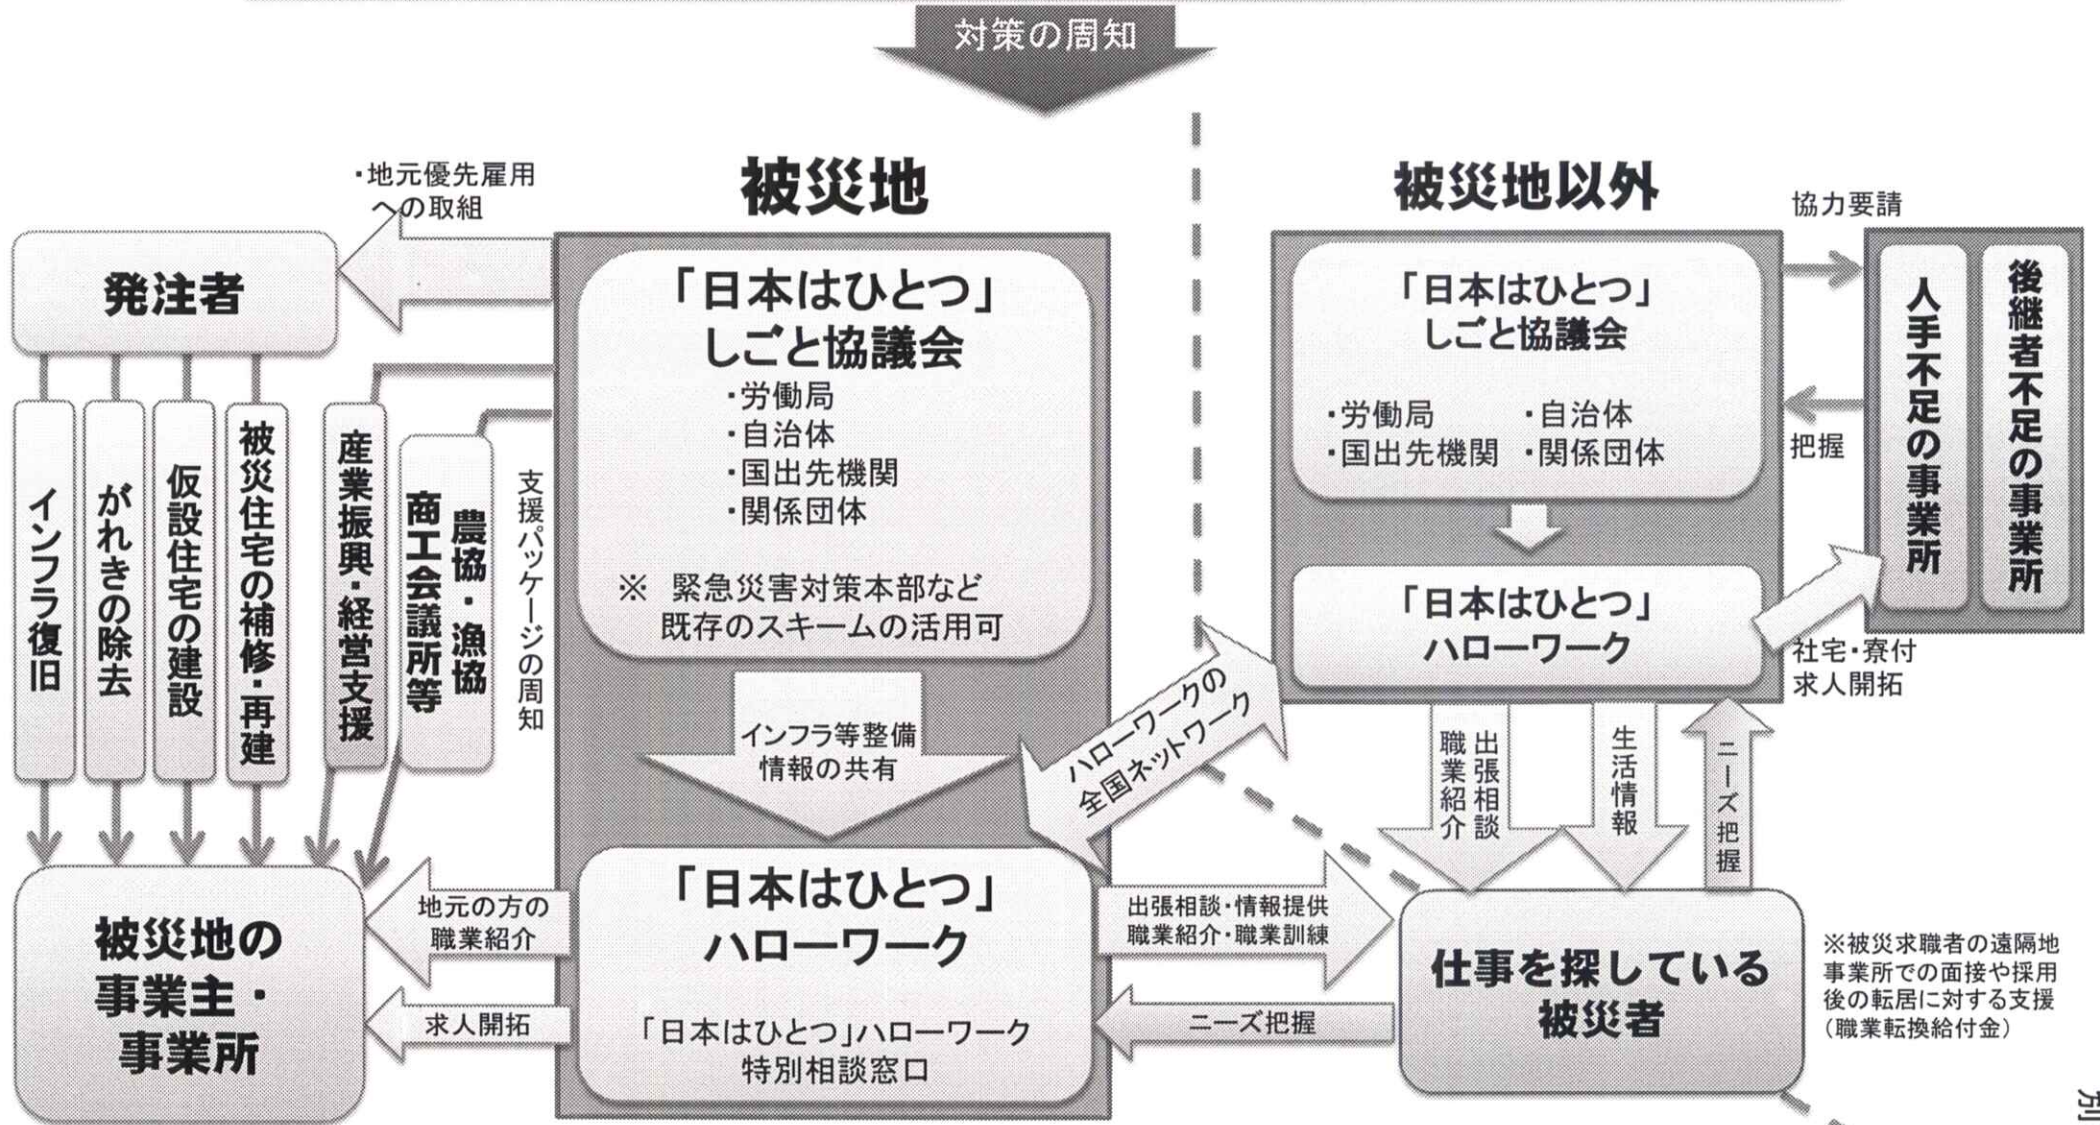 対策の周知
被災地
・地元優先雇用
への取組
発注者
インフラ復旧
がれきの除去
仮設住宅の建設
被災住宅の補修・再建
産業振興・経営支援
農協・漁協
商工会議所等
支援パッケージの周知
「日本はひとつ」
しごと協議会
・労働局
・自治体
・国出先機関
・関係団体
※ 緊急災害対策本部など
既存のスキームの活用可
インフラ等整備
情報の共有
ハローワークの
全国ネットワーク
「日本はひとつ」
ハローワーク
「日本はひとつ」ハローワーク
特別相談窓口
地元の方の
職業紹介
求人開拓
被災地の
事業主・
事業所
出張相談・情報提供
職業紹介・職業訓練
ニーズ把握
被災地以外
「日本はひとつ」
しごと協議会
・労働局 ・自治体
・国出先機関 ・関係団体
「日本はひとつ」
ハローワーク
協力要請
把握
人手不足の事業所
後継者不足の事業所
社宅・寮付
求人開拓
出張相談
職業紹介
生活情報
ニーズ把握
仕事を探している
被災者
※被災求職者の遠隔地
事業所での面接や採用
後の転居に対する支援
(職業転換給付金)